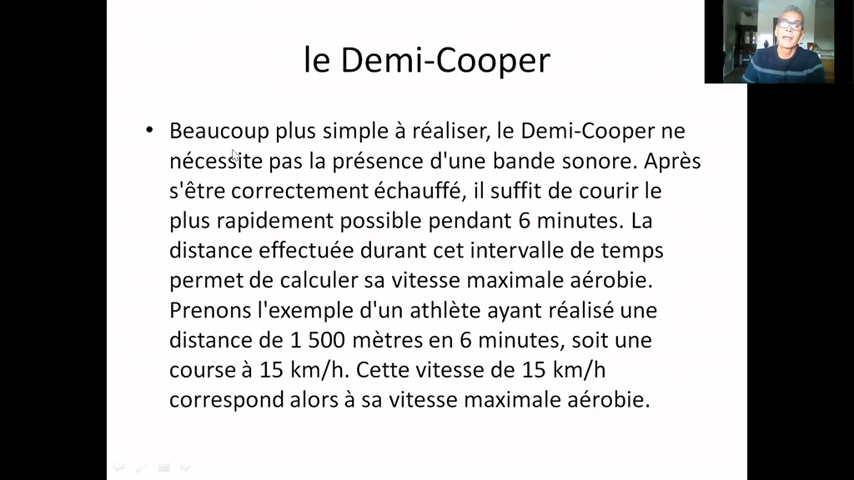 le Demi-Cooper
• Beaucoup plus simple à réaliser, le Demi-Cooper ne
nécessite pas la présence d'une bande sonore. Après
s'être correctement échauffé, il suffit de courir le
plus rapidement possible pendant 6 minutes. La
distance effectuée durant cet intervalle de temps
permet de calculer sa vitesse maximale aérobie.
Prenons l'exemple d'un athlète ayant réalisé une
distance de 1 500 mètres en 6 minutes, soit une
course à 15 km/h. Cette vitesse de 15 km/h
correspond alors à sa vitesse maximale aérobie.